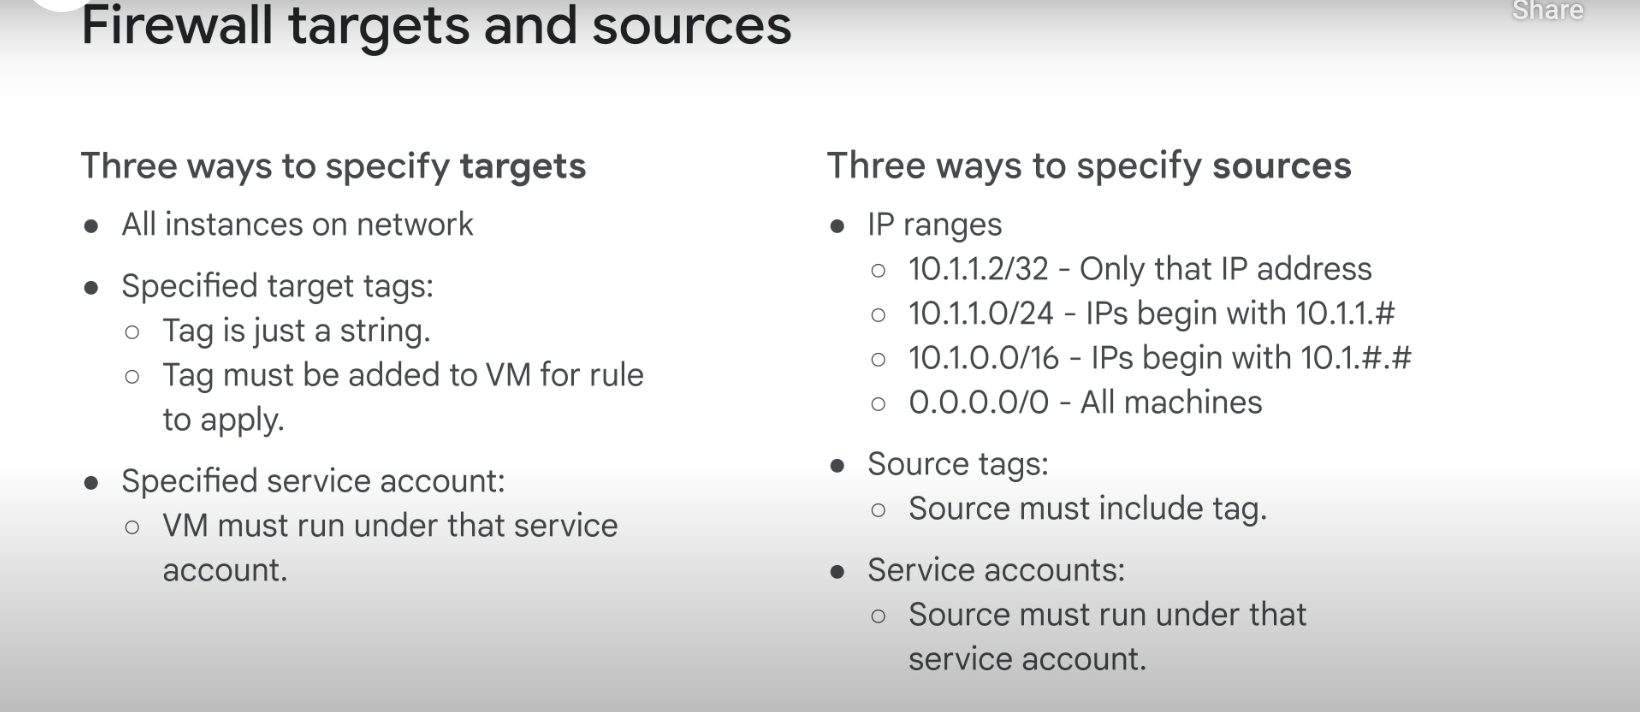 Share
Firewall targets and sources
Three ways to specify targets
● All instances on network
● Specified target tags:
○ Tag is just a string.
○ Tag must be added to VM for rule
to apply.
● Specified service account:
○ VM must run under that service
account.
Three ways to specify sources
● IP ranges
○ 10.1.1.2/32 - Only that IP address
○ 10.1.1.0/24 - IPs begin with 10.1.1.#
○ 10.1.0.0/16 - IPs begin with 10.1.#.#
○ 0.0.0.0/0 - All machines
● Source tags:
○ Source must include tag.
● Service accounts:
○ Source must run under that
service account.